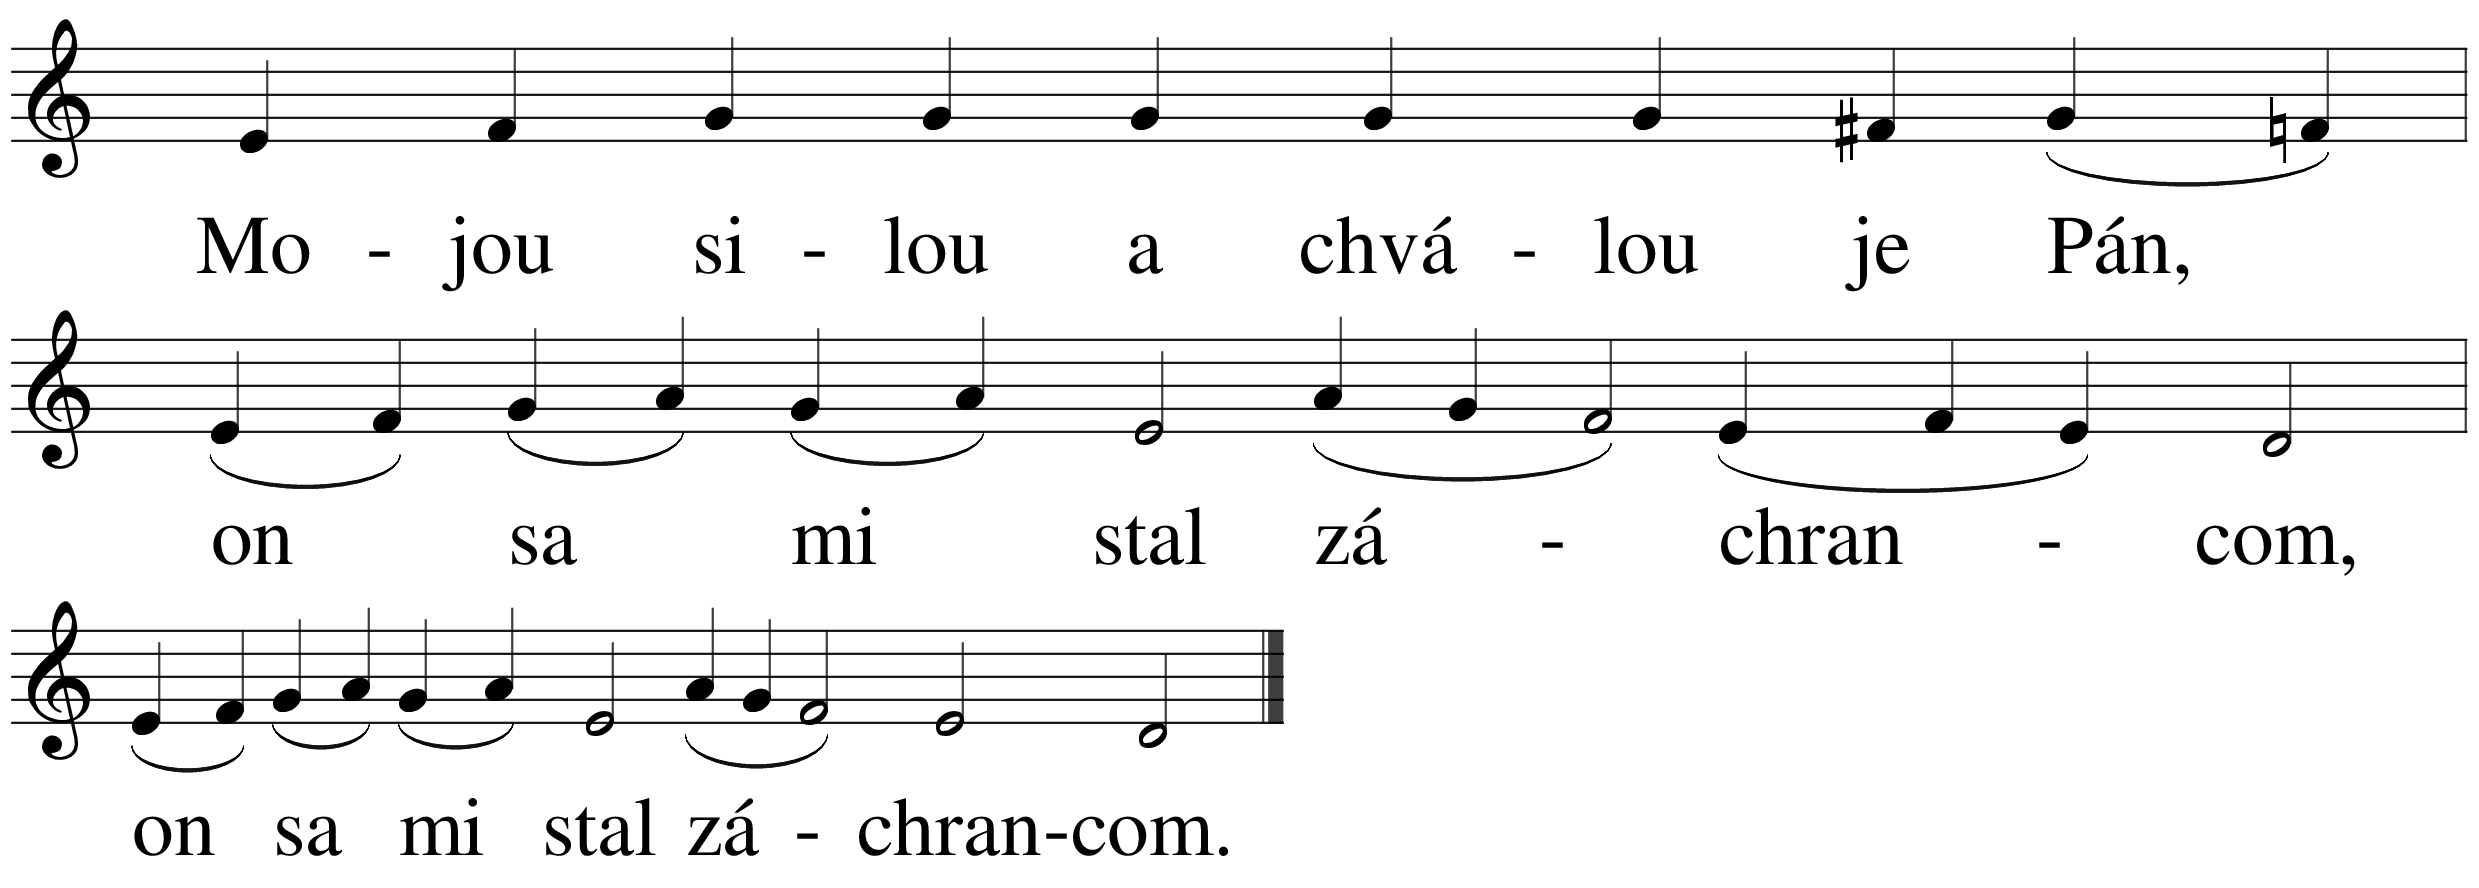 Mo - jou si - lou a chvá - lou je Pán,
on sa mi stal zá - chran - com,
on sa mi stal zá - chran-com.